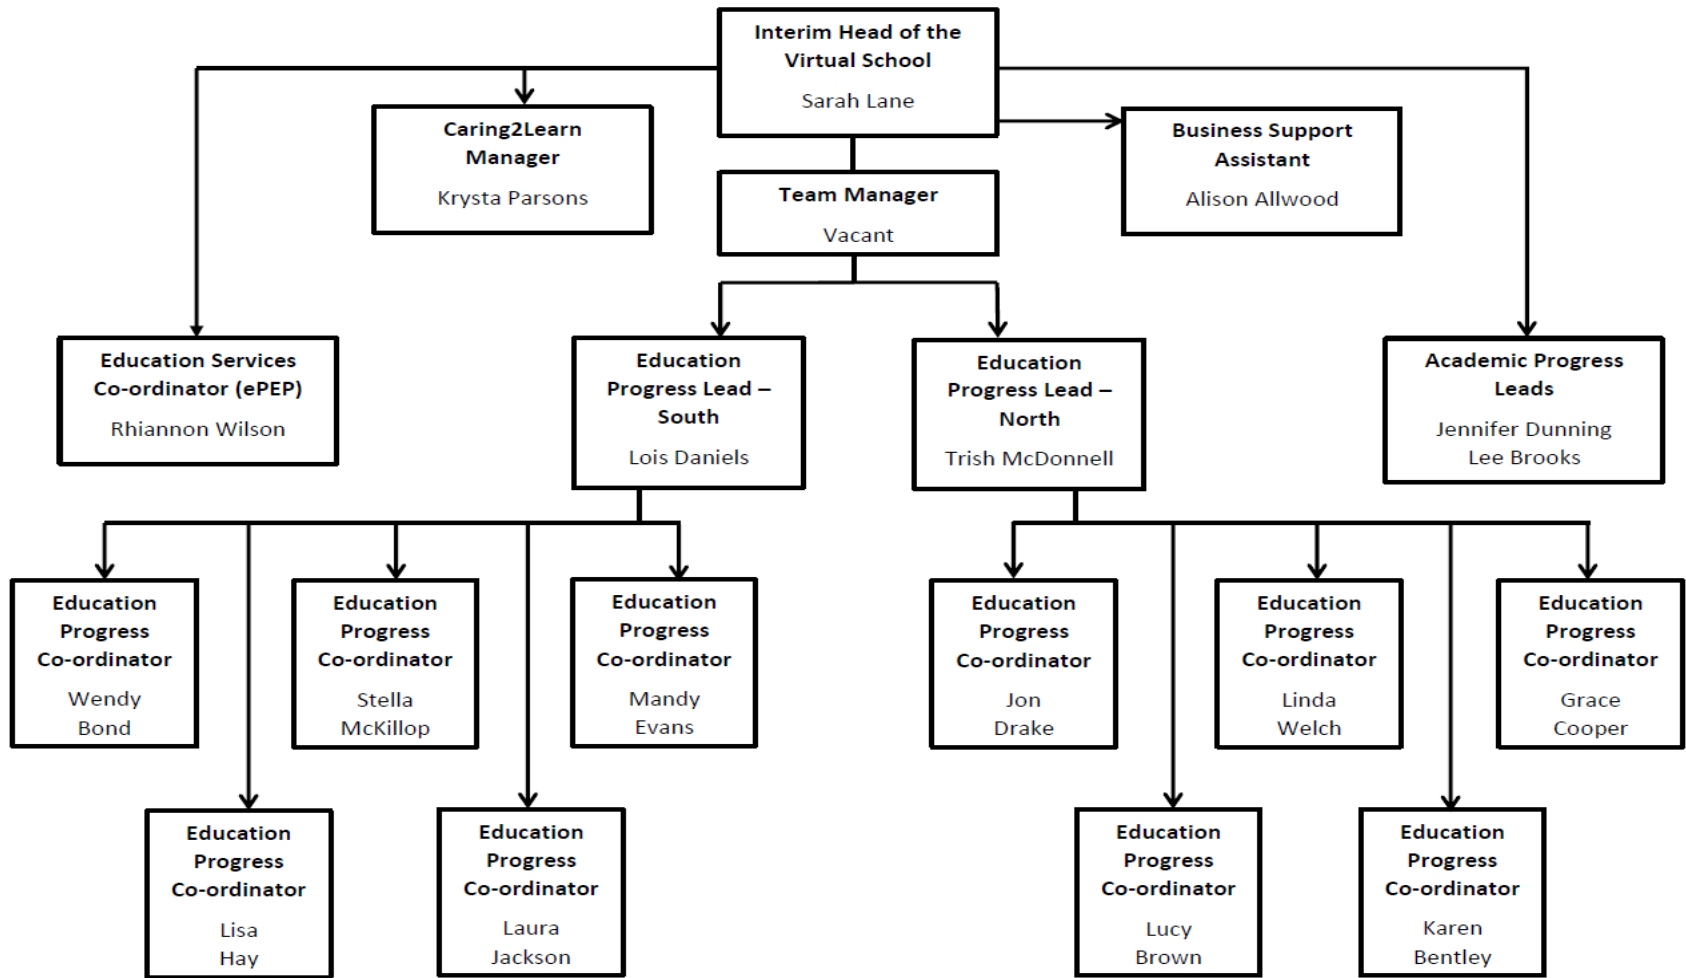 Interim Head of the
Virtual School
Sarah Lane
Caring2Learn
Manager
Krysta Parsons
Business Support
Assistant
Alison Allwood
Team Manager
Vacant
Education Services
Co-ordinator (ePEP)
Rhiannon Wilson
Education
Progress Lead –
South
Lois Daniels
Education
Progress Lead –
North
Trish McDonnell
Academic Progress
Leads
Jennifer Dunning
Lee Brooks
Education
Progress
Co-ordinator
Wendy
Bond
Education
Progress
Co-ordinator
Stella
McKillop
Education
Progress
Co-ordinator
Mandy
Evans
Education
Progress
Co-ordinator
Jon
Drake
Education
Progress
Co-ordinator
Linda
Welch
Education
Progress
Co-ordinator
Grace
Cooper
Education
Progress
Co-ordinator
Lisa
Hay
Education
Progress
Co-ordinator
Laura
Jackson
Education
Progress
Co-ordinator
Lucy
Brown
Education
Progress
Co-ordinator
Karen
Bentley